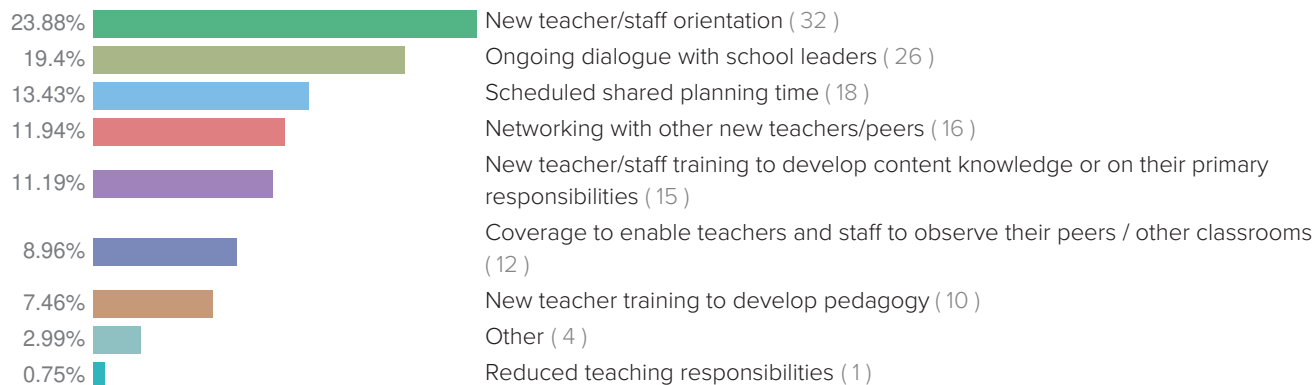 23.88% New teacher/staff orientation ( 32 )
19.4% Ongoing dialogue with school leaders ( 26 )
13.43% Scheduled shared planning time ( 18 )
11.94% Networking with other new teachers/peers ( 16 )
New teacher/staff training to develop content knowledge or on their primary
11.19%
responsibilities ( 15 )
Coverage to enable teachers and staff to observe their peers / other classrooms
8.96%
( 12 )
7.46% New teacher training to develop pedagogy ( 10 )
2.99% Other ( 4 )
0.75% Reduced teaching responsibilities ( 1 )